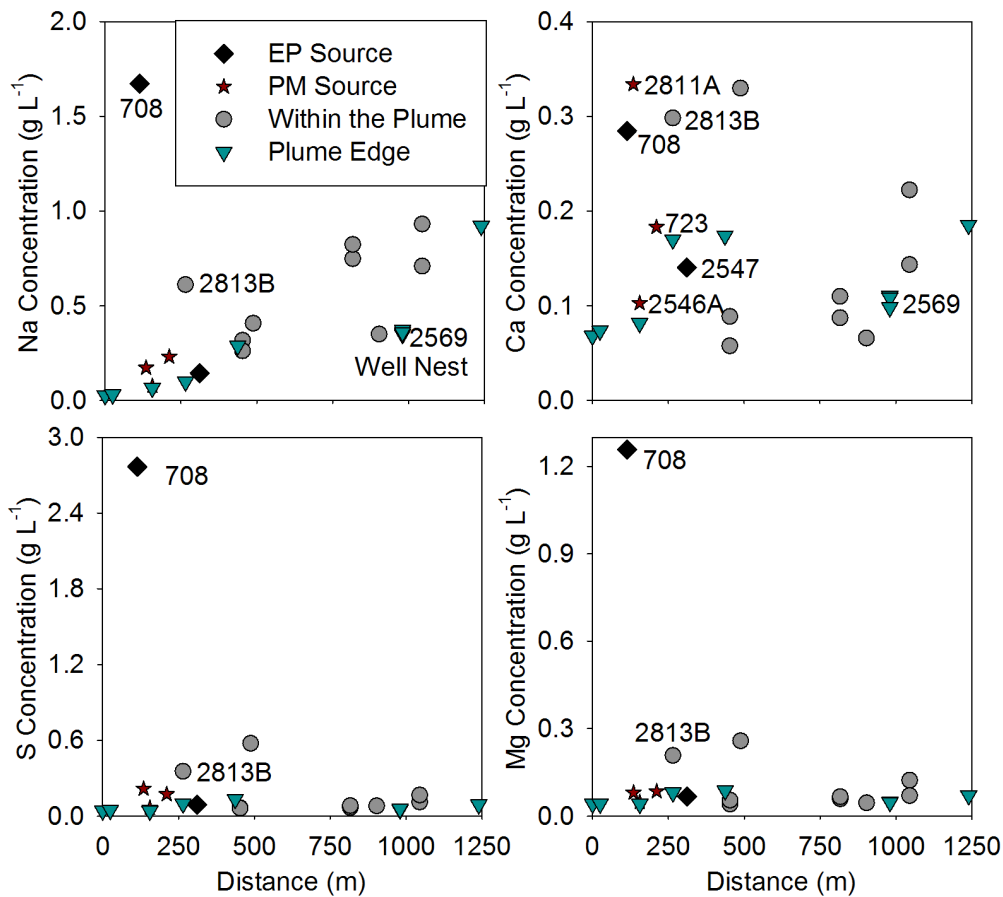 Na Concentration (g L-1)
2.0
1.5
1.0
0.5
0.0
EP Source
PM Source
Within the Plume
Plume Edge
708
2813B
2569
Well Nest
Ca Concentration (g L-1)
0.4
0.3
0.2
0.1
0.0
2811A
2813B
708
723
2547
2546A
2569
S Concentration (g L-1)
3.0
2.4
1.8
1.2
0.6
0.0
708
2813B
0 250 500 750 1000 1250
Distance (m)
Mg Concentration (g L-1)
1.2
0.9
0.6
0.3
0.0
708
2813B
0 250 500 750 1000 1250
Distance (m)